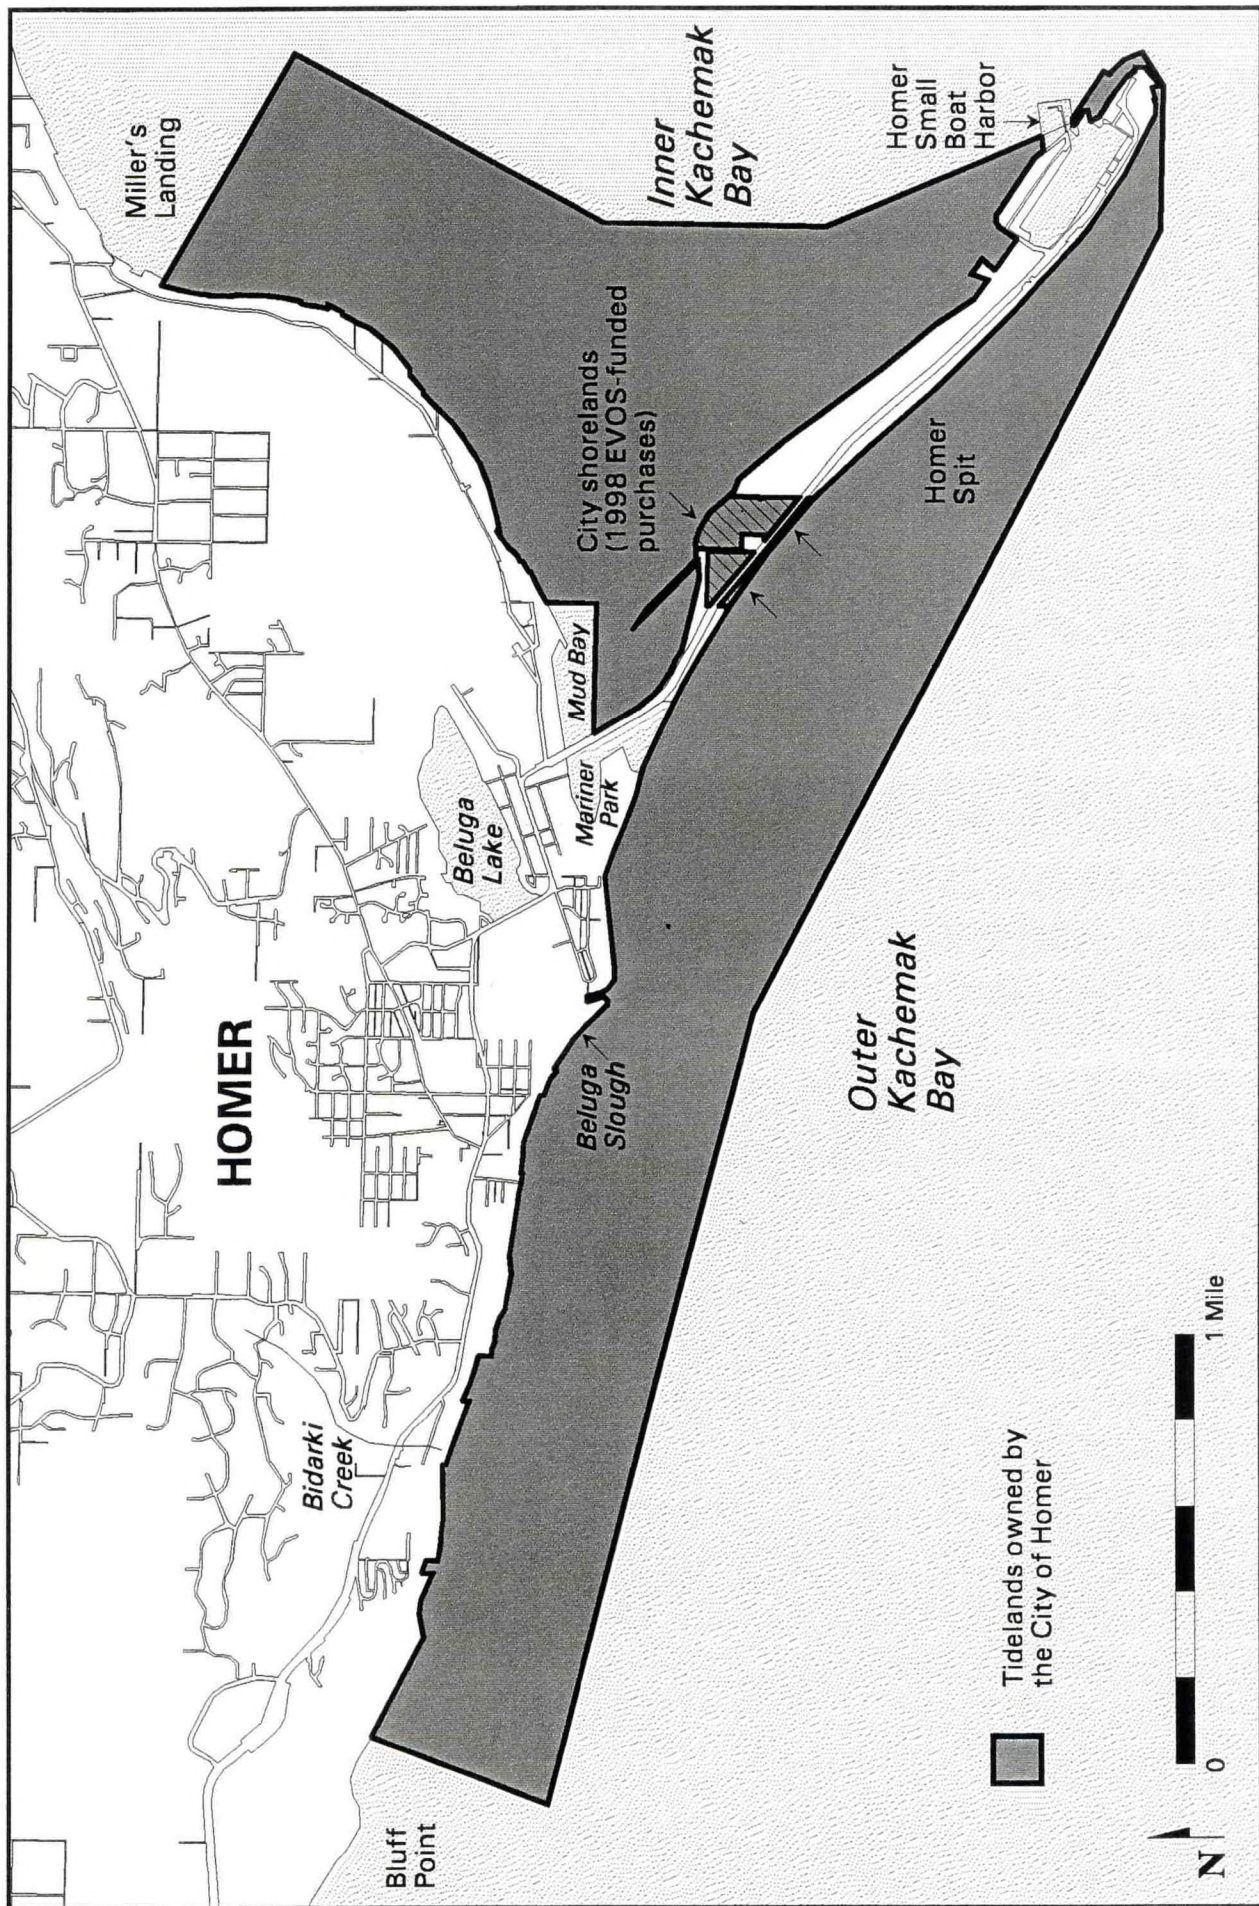 Miller's
Landing
Inner
Kachemak
Bay
Homer
Small
Boat
Harbor
City shorelands
(1998 EVOS-funded
purchases)
Homer
Spit
Mud Bay
Mariner
Park
Beluga
Lake
HOMER
Beluga
Slough
Outer
Kachemak
Bay
Bidarki
Creek
Bluff
Point
Tidelands owned by
the City of Homer
0
1 Mile
N